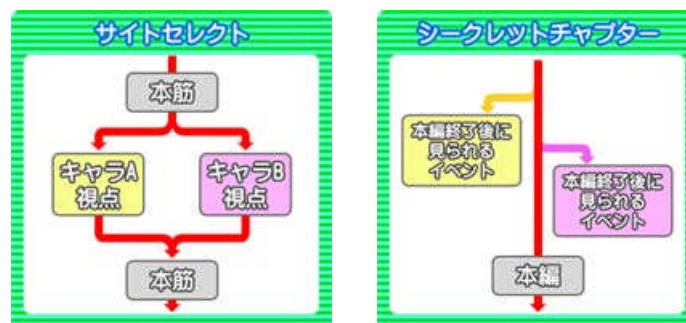 サイトセレクト
本筋
キャラA
視点
キャラB
視点
本筋
シークレットチャプター
本編終了後に
見られる
イベント
本編終了後に
見られる
イベント
本編